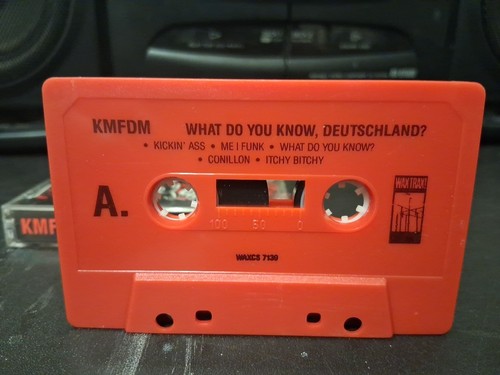 KMFDM WHAT DO YOU KNOW, DEUTSCHLAND?
• KICKIN' ASS • ME I FUNK • WHAT DO YOU KNOW?
• CONILLON • ITCHY BITCHY
A.
WAXTRAX!
100 50 0
WAXCS 7139
KMF